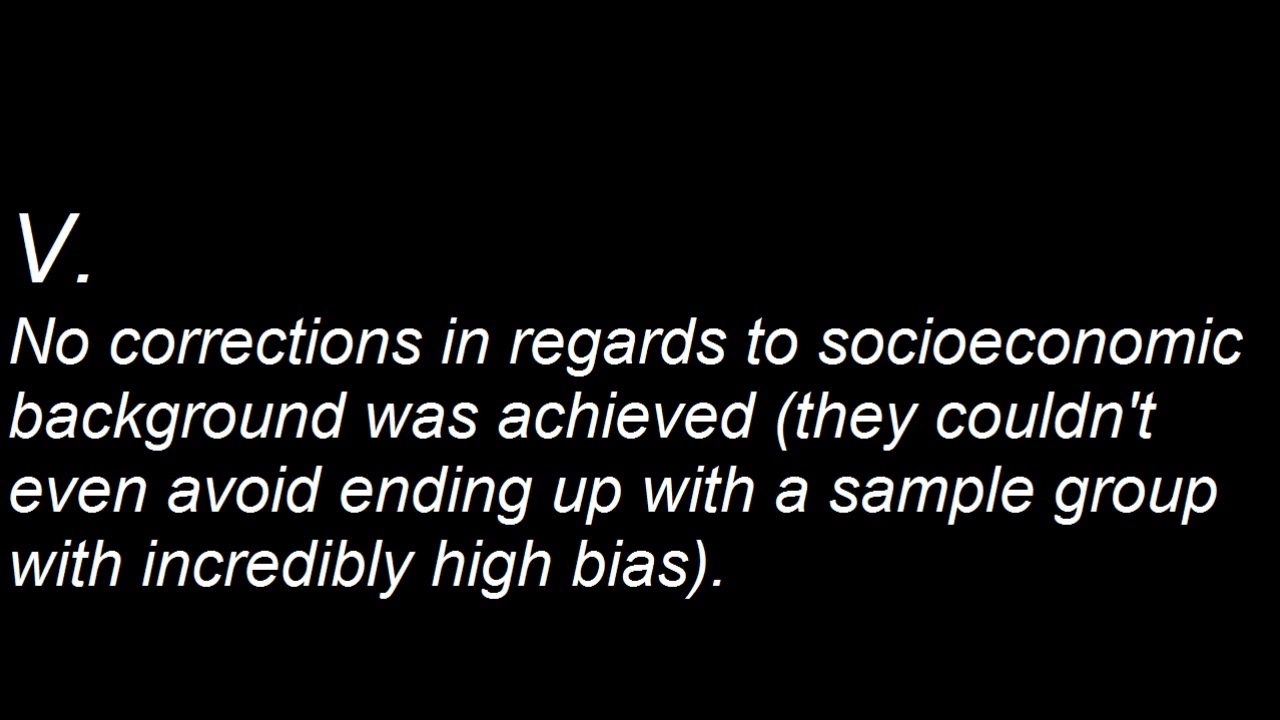 V.
No corrections in regards to socioeconomic
background was achieved (they couldn't
even avoid ending up with a sample group
with incredibly high bias).